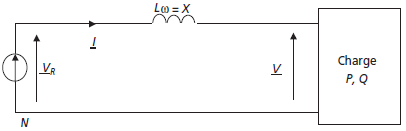 Lω = X
I
V_R
V
Charge
P, Q
N